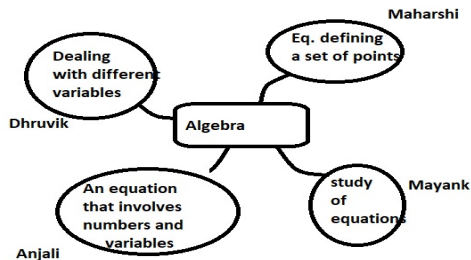 Maharshi
Eq. defining
a set of points
Dealing
with different
variables
Dhruvik
Algebra
An equation
that involves
numbers and
variables
Anjali
study
of
equations
Mayank